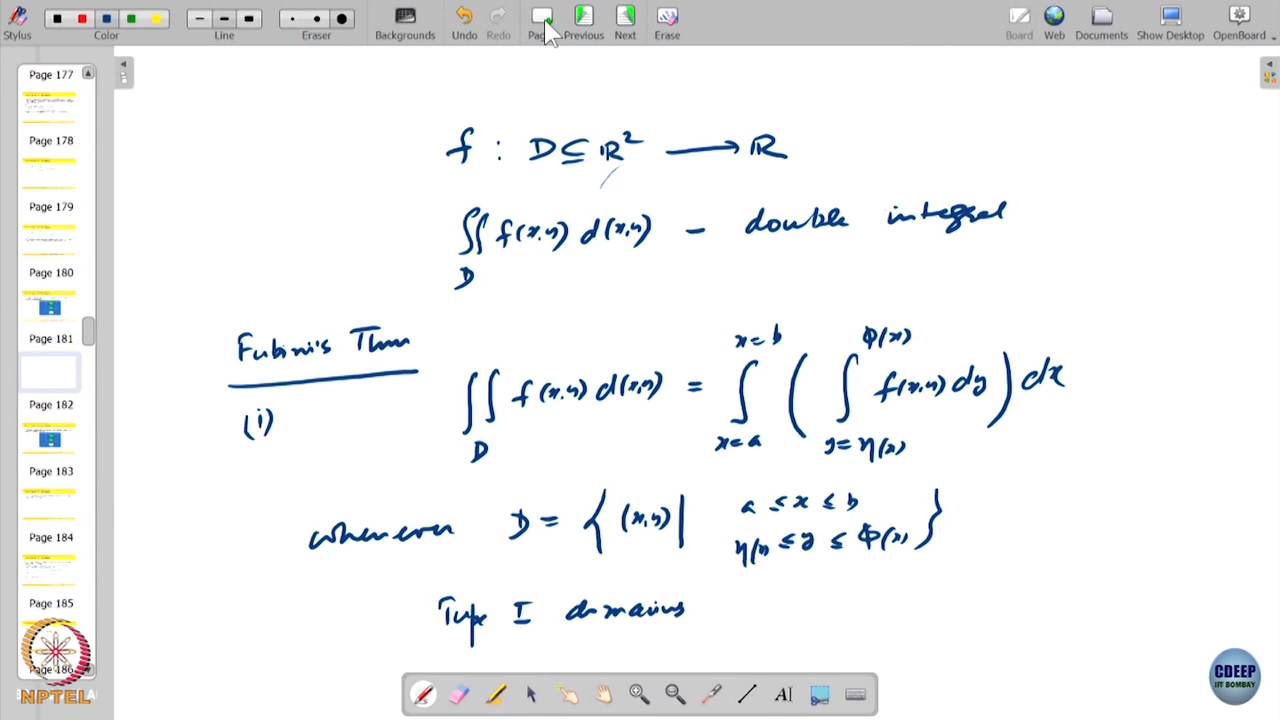 Stylus Color Line Eraser Backgrounds Undo Redo Page Previous Next Erase Board Web Documents Show Desktop OpenBoard
Page 177
Page 178
Page 179
Page 180
Page 181
Page 182
Page 183
Page 184
Page 185
Page 186
f : D ⊆ ℝ² ⟶ ℝ
∬_D f(x,y) d(x,y) – double integral
Fubini's Thm
(i) ∬_D f(x,y) d(x,y) = ∫_{x=a}^{x=b} ( ∫_{y=η(x)}^{ϕ(x)} f(x,y) dy ) dx
whenever D = { (x,y) | a ≤ x ≤ b
η(x) ≤ y ≤ ϕ(x) }
Type I domains
NPTEL
CDEEP
IIT BOMBAY